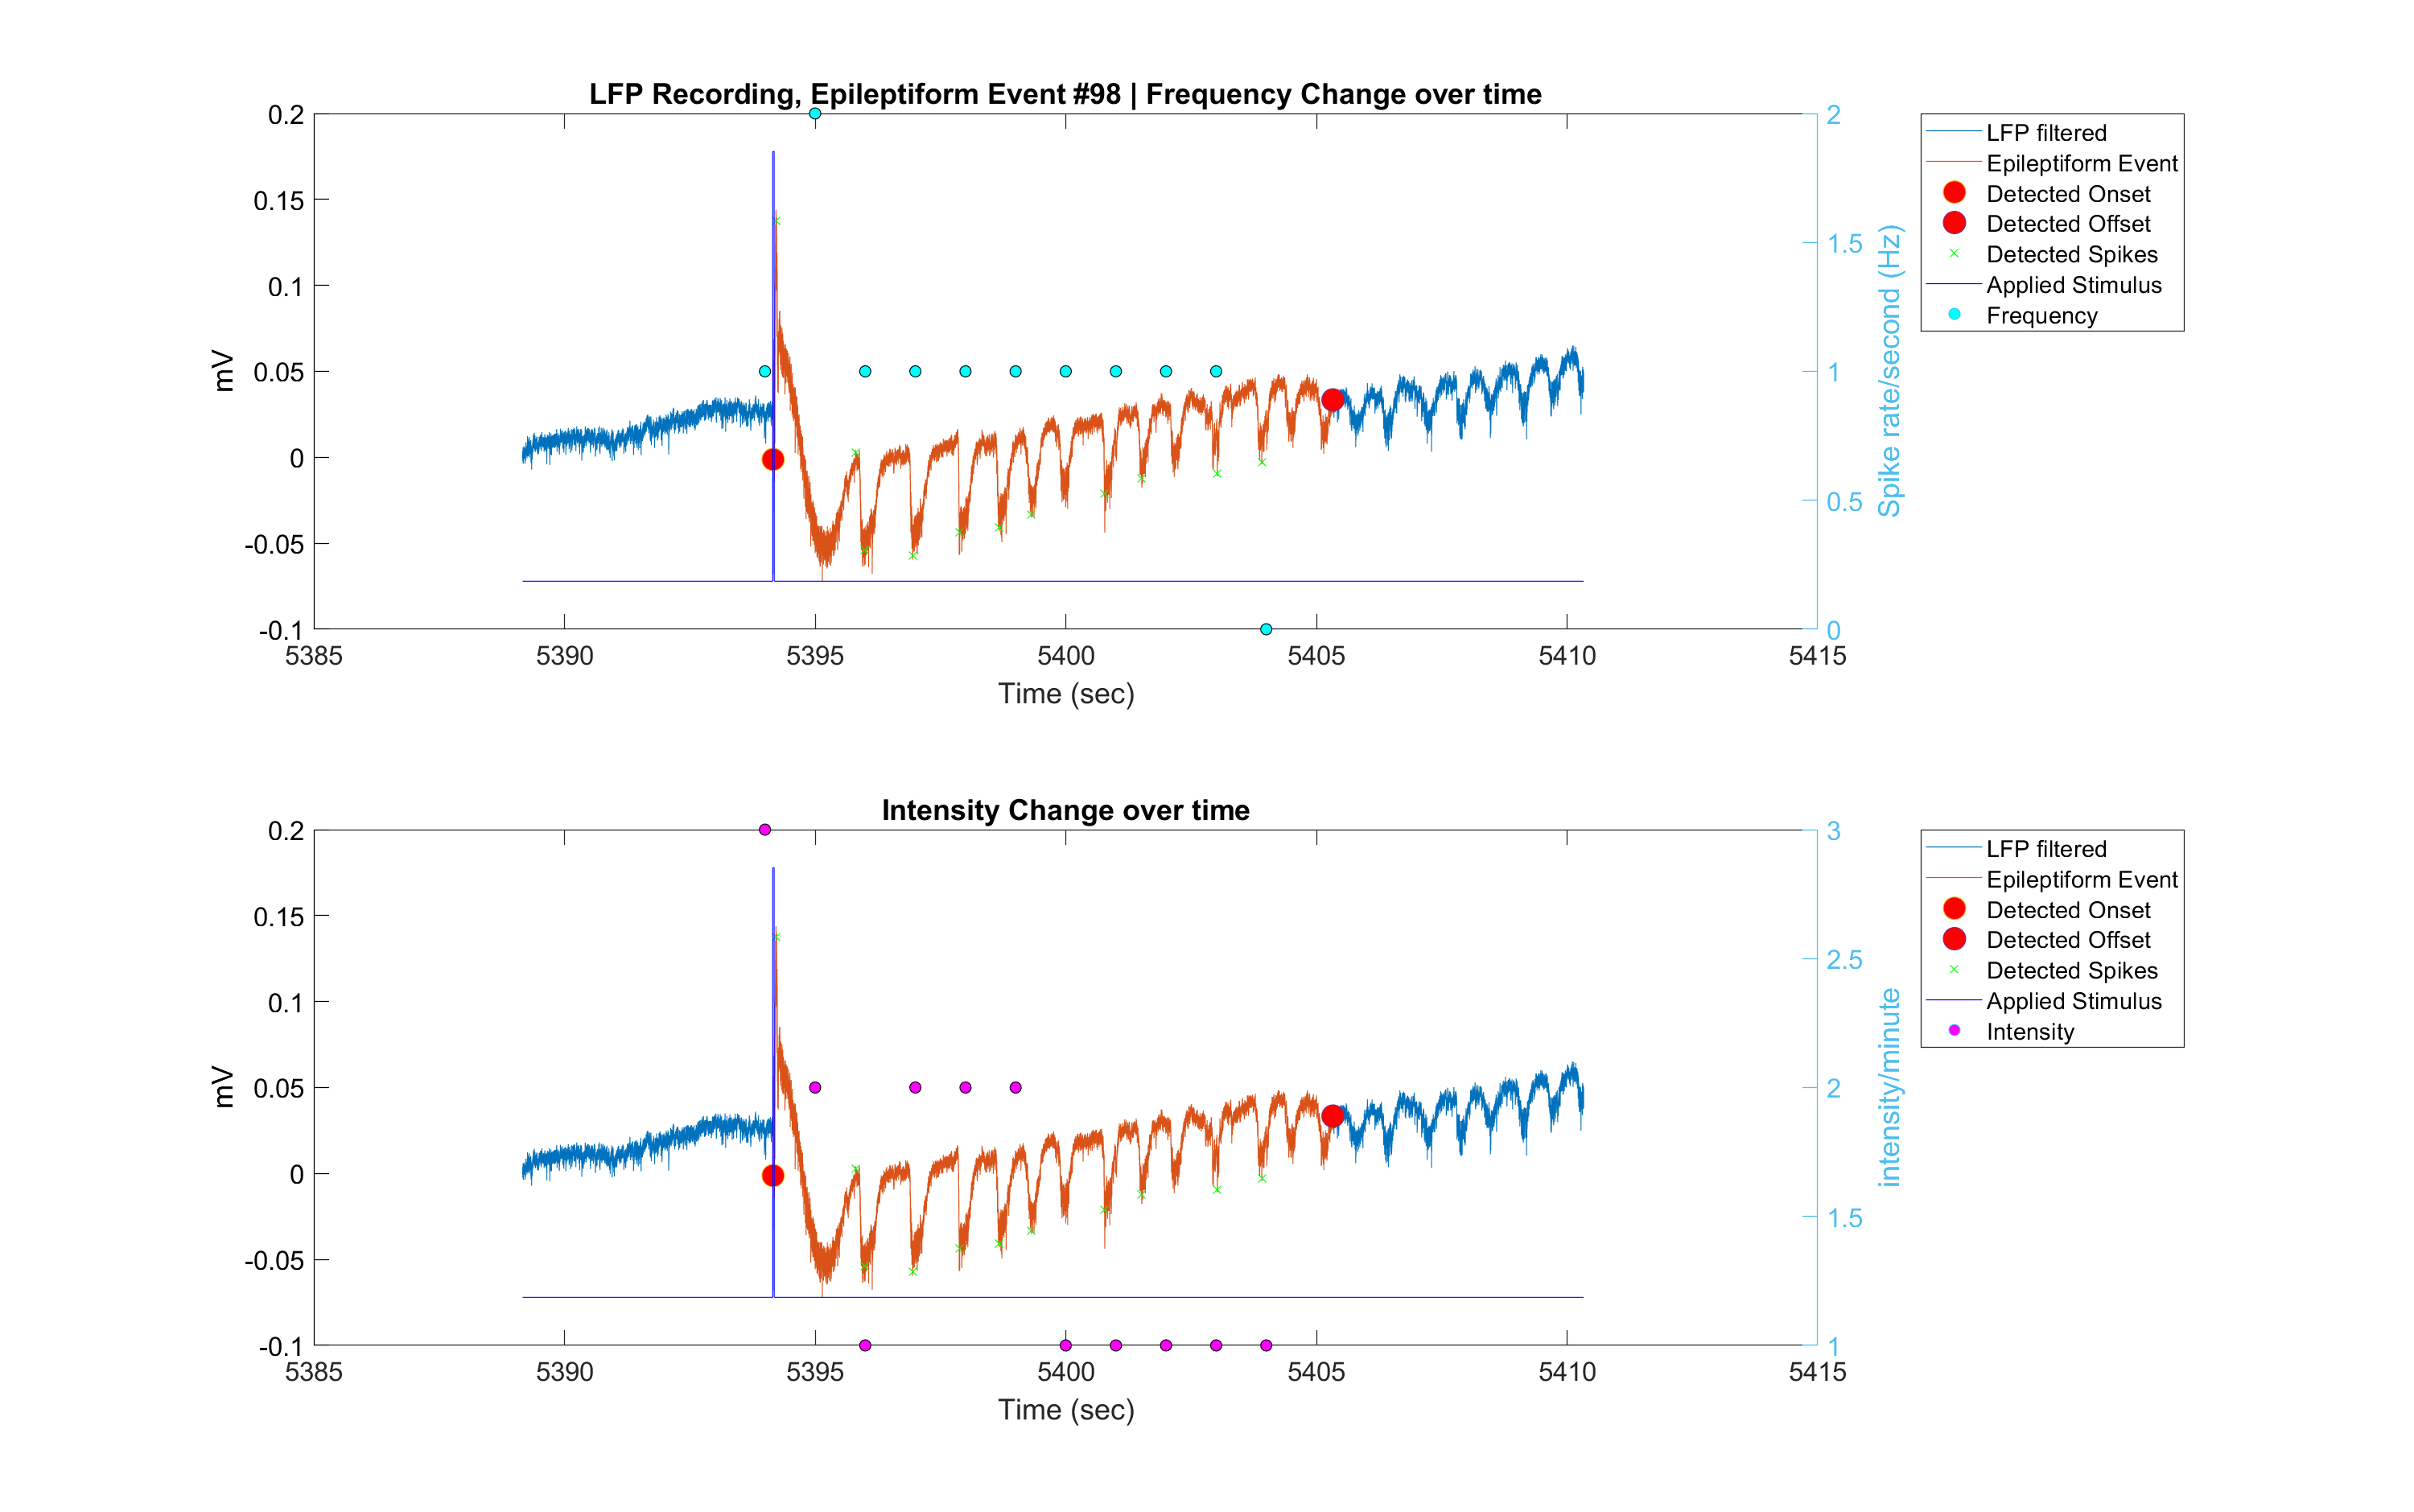 LFP Recording, Epileptiform Event #98 | Frequency Change over time
0.2
0.15
0.1
0.05
0
-0.05
-0.1
mV
2
1.5
1
0.5
0
Spike rate/second (Hz)
5385 5390 5395 5400 5405 5410 5415
Time (sec)
LFP filtered
Epileptiform Event
Detected Onset
Detected Offset
Detected Spikes
Applied Stimulus
Frequency
Intensity Change over time
0.2
0.15
0.1
0.05
0
-0.05
-0.1
mV
3
2.5
2
1.5
1
intensity/minute
5385 5390 5395 5400 5405 5410 5415
Time (sec)
LFP filtered
Epileptiform Event
Detected Onset
Detected Offset
Detected Spikes
Applied Stimulus
Intensity